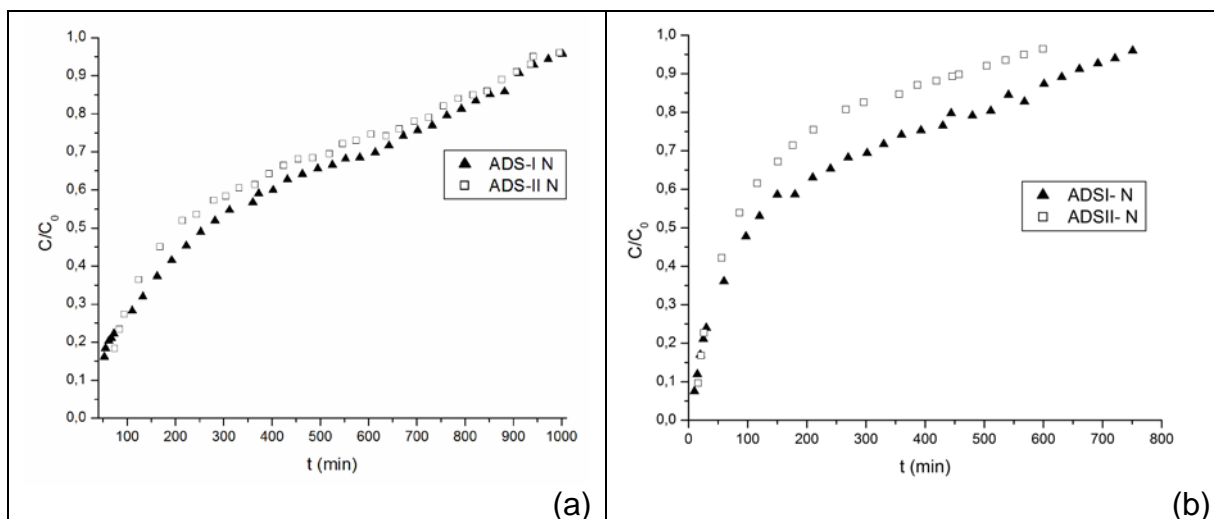 1,0
0,9
0,8
0,7
0,6
0,5
0,4
0,3
0,2
0,1
0,0
C/C0
ADS-I N
ADS-II N
100 200 300 400 500 600 700 800 900 1000
t (min)
(a)
1,0
0,9
0,8
0,7
0,6
0,5
0,4
0,3
0,2
0,1
0,0
C/C0
ADSI- N
ADSII- N
0 100 200 300 400 500 600 700 800
t (min)
(b)